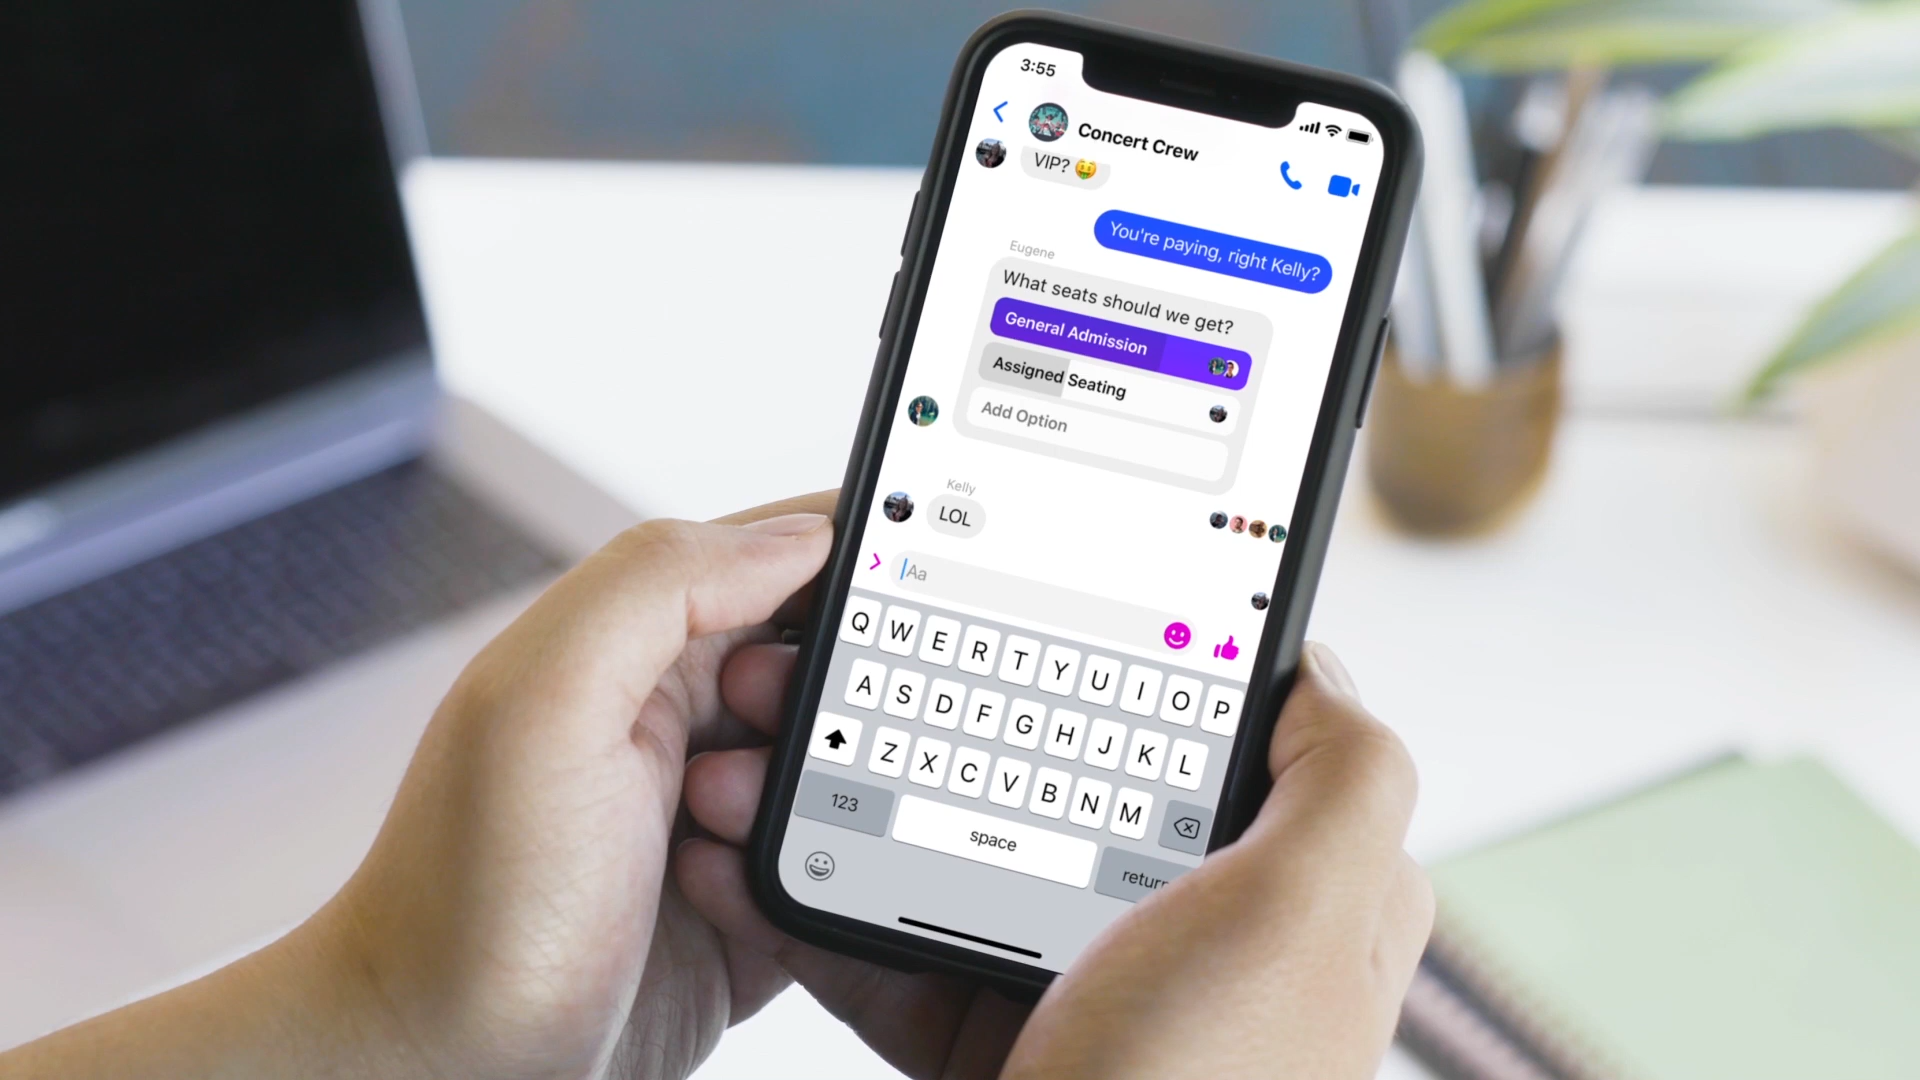 3:55
Concert Crew
VIP? 🤑
You're paying, right Kelly?
Eugene
What seats should we get?
General Admission
Assigned Seating
Add Option
Kelly
LOL
Aa
Q W E R T Y U I O P
A S D F G H J K L
Z X C V B N M
123
space
return